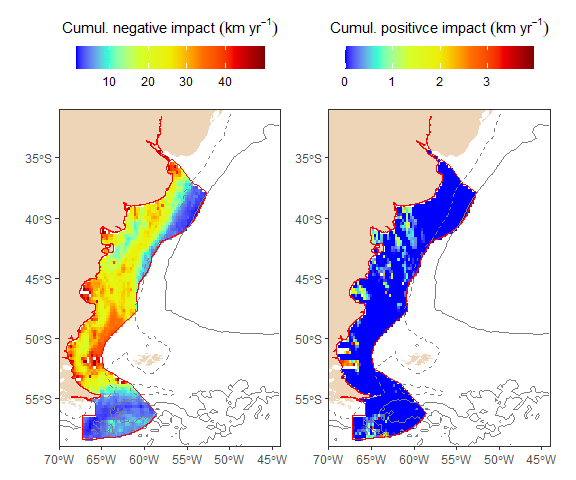 Cumul. negative impact (km yr⁻¹)
10 20 30 40
Cumul. positivce impact (km yr⁻¹)
0 1 2 3
35°S
40°S
45°S
50°S
55°S
70°W 65°W 60°W 55°W 50°W 45°W
35°S
40°S
45°S
50°S
55°S
70°W 65°W 60°W 55°W 50°W 45°W